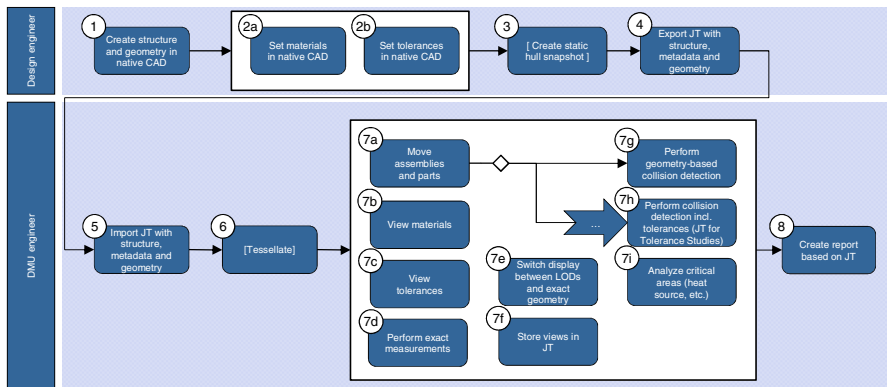 Design engineer
1
Create structure
and geometry in
native CAD
2a
Set materials
in native CAD
2b
Set tolerances
in native CAD
3
[ Create static
hull snapshot ]
4
Export JT with
structure,
metadata and
geometry
DMU engineer
5
Import JT with
structure,
metadata and
geometry
6
[Tessellate]
7a
Move
assemblies
and parts
7b
View materials
7c
View
tolerances
7d
Perform exact
measurements
7e
Switch display
between LODs
and exact
geometry
7f
Store views in
JT
7g
Perform
geometry-based
collision detection
...
7h
Perform collision
detection incl.
tolerances (JT for
Tolerance Studies)
7i
Analyze critical
areas (heat
source, etc.)
8
Create report
based on JT